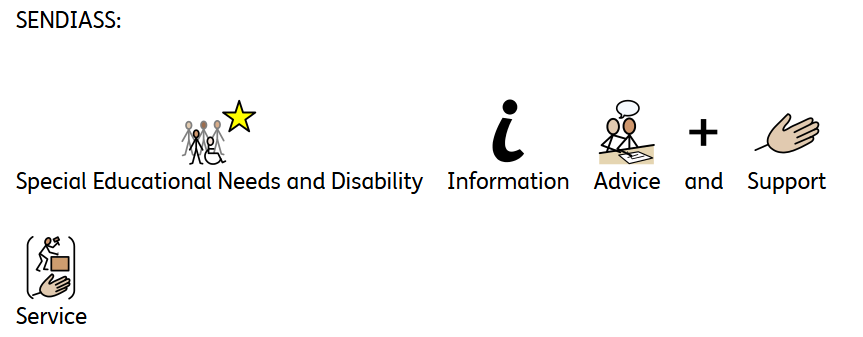 SENDIASS:
Special Educational Needs and Disability Information Advice and Support
Service